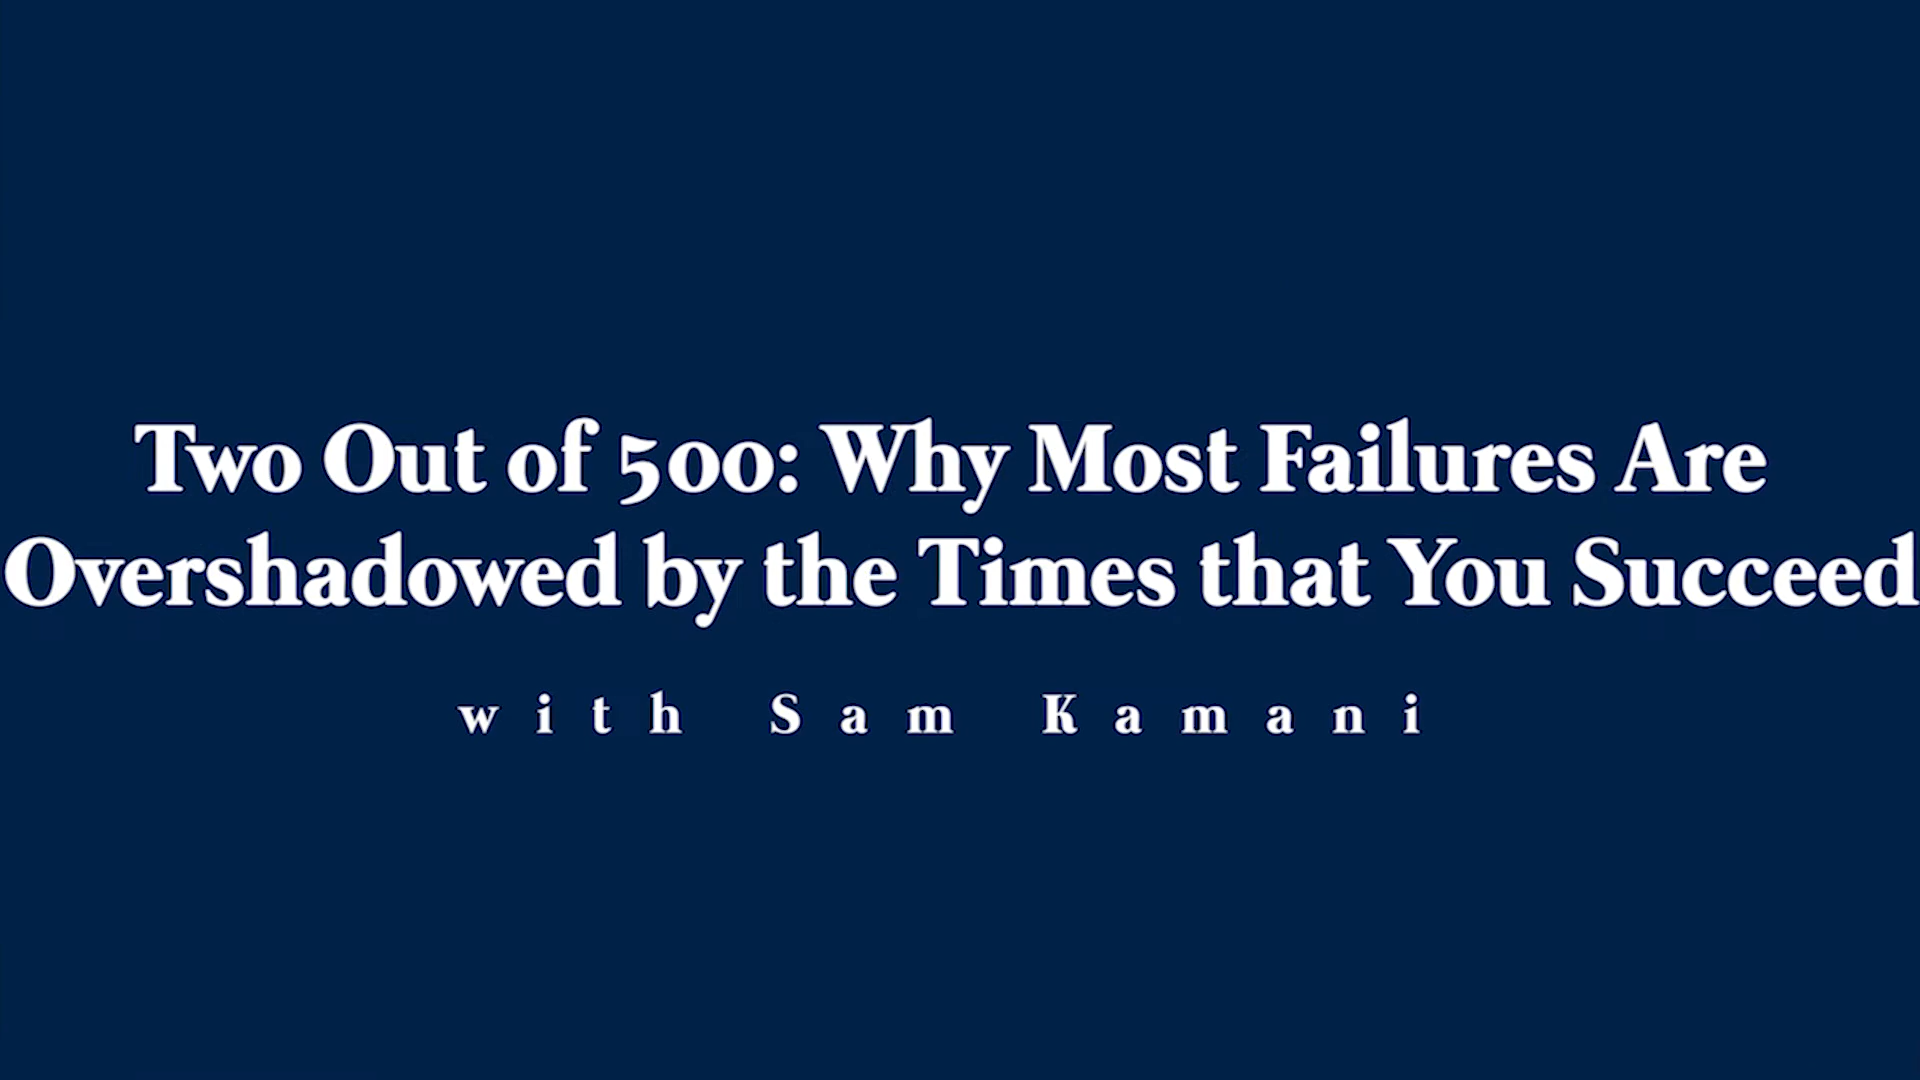 Two Out of 500: Why Most Failures Are
Overshadowed by the Times that You Succeed
with Sam Kamani